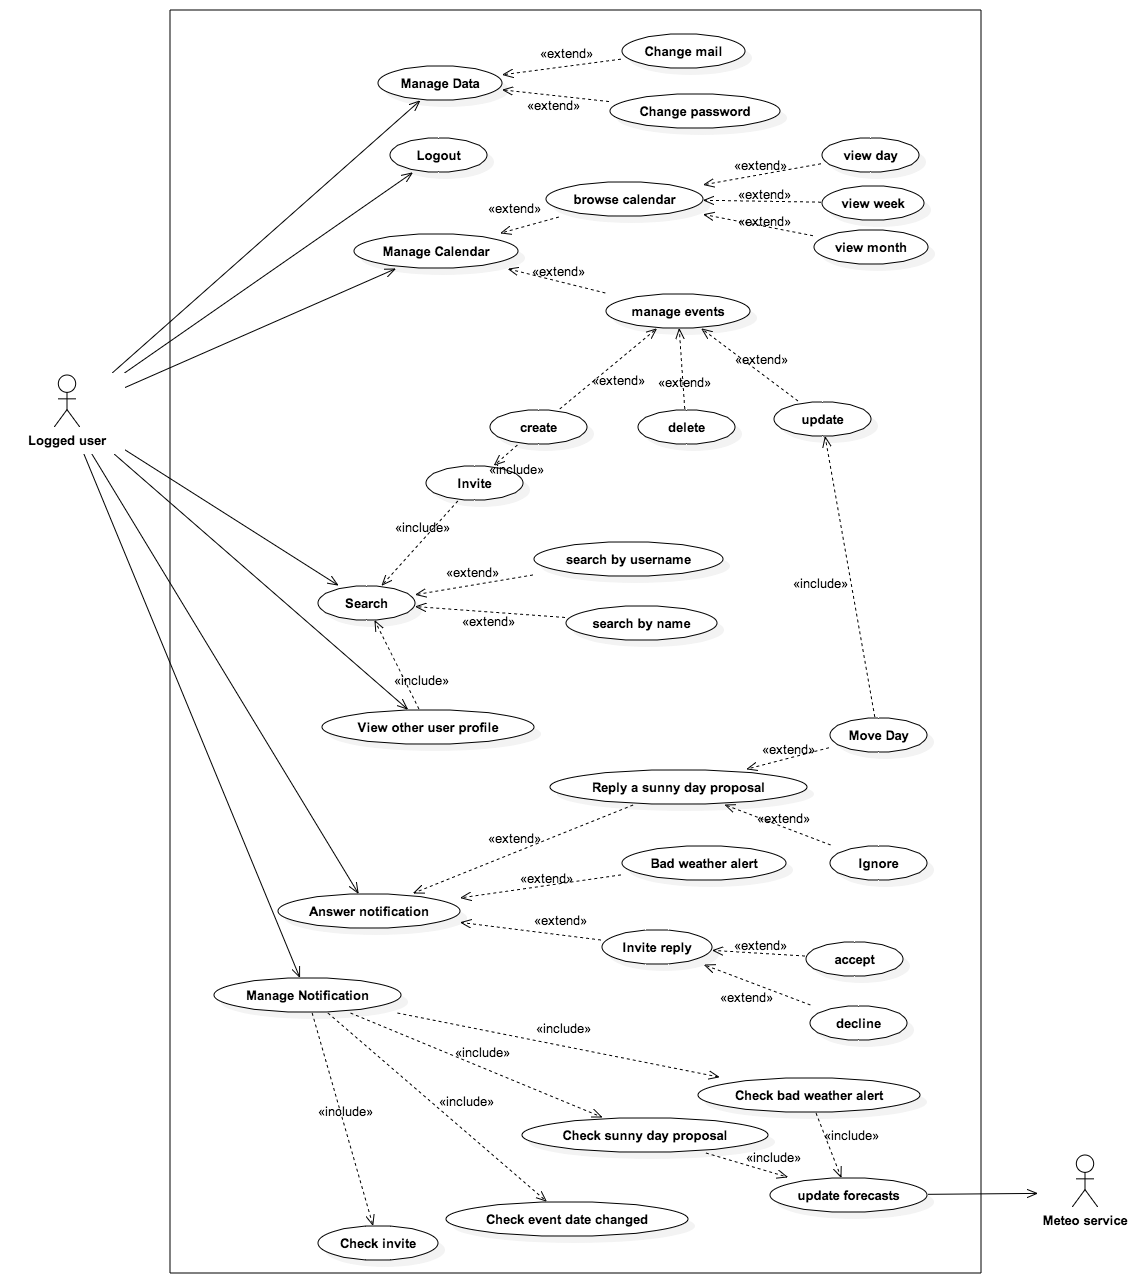 «extend»
Change mail
Manage Data
«extend»
Change password
Logout
view day
«extend»
browse calendar
«extend»
view week
«extend»
«extend»
view month
Manage Calendar
«extend»
manage events
«extend»
«extend»
«extend»
create
delete
update
«include»
Invite
Logged user
«include»
search by username
«extend»
«include»
Search
«extend»
search by name
«include»
View other user profile
Move Day
«extend»
Reply a sunny day proposal
«extend»
«extend»
Bad weather alert
Ignore
«extend»
Answer notification
«extend»
Invite reply
«extend»
accept
«extend»
decline
Manage Notification
«include»
«include»
Check bad weather alert
«include»
«include»
Check sunny day proposal
«include»
«include»
update forecasts
Meteo service
Check event date changed
Check invite